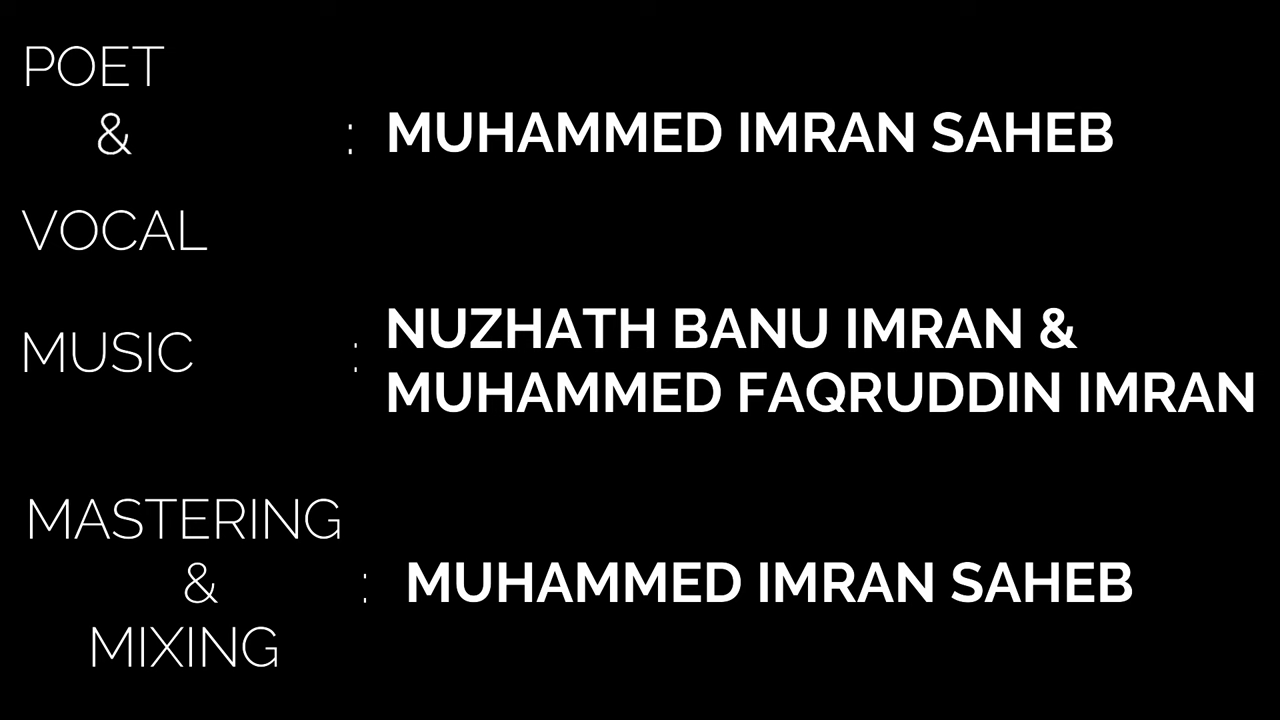 POET
& : MUHAMMED IMRAN SAHEB
VOCAL
NUZHATH BANU IMRAN &
MUSIC :
MUHAMMED FAQRUDDIN IMRAN
MASTERING
& : MUHAMMED IMRAN SAHEB
MIXING